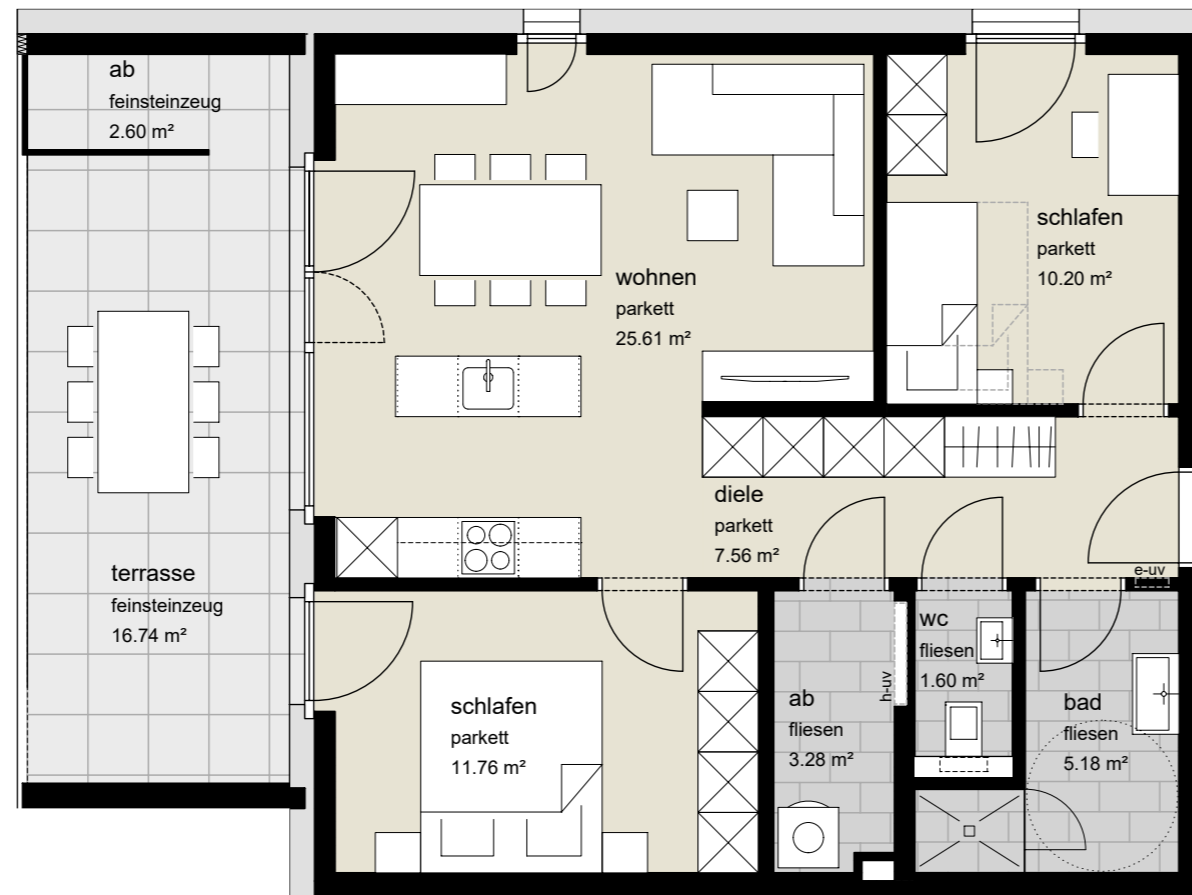 ab
feinsteinzeug
2.60 m²
wohnen
parkett
25.61 m²
schlafen
parkett
10.20 m²
diele
parkett
7.56 m²
terrasse
feinsteinzeug
16.74 m²
schlafen
parkett
11.76 m²
ab
fliesen
3.28 m²
h-uv
wc
fliesen
1.60 m²
e-uv
bad
fliesen
5.18 m²